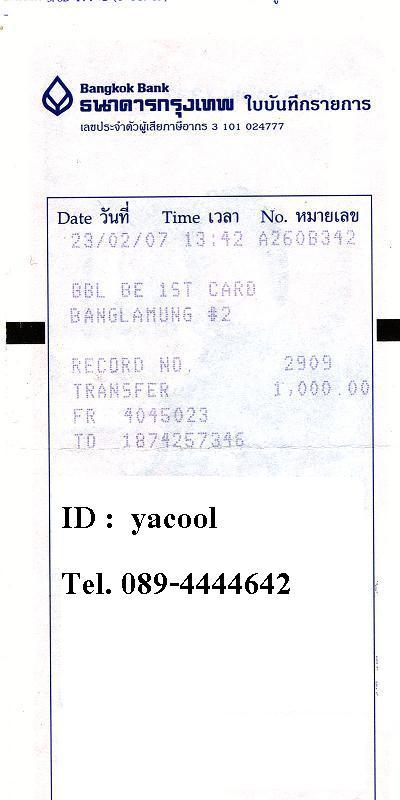 Bangkok Bank
ธนาคารกรุงเทพ ใบบันทึกรายการ
เลขประจำตัวผู้เสียภาษีอากร 3 101 024777
Date วันที่ Time เวลา No. หมายเลข
23/02/07 13:42 A260B342
BBL BE 1ST CARD
BANGLAMUNG #2
RECORD NO. 2909
TRANSFER 1,000.00
FR 4045023
TO 1874257346
ID : yacool
Tel. 089-4444642